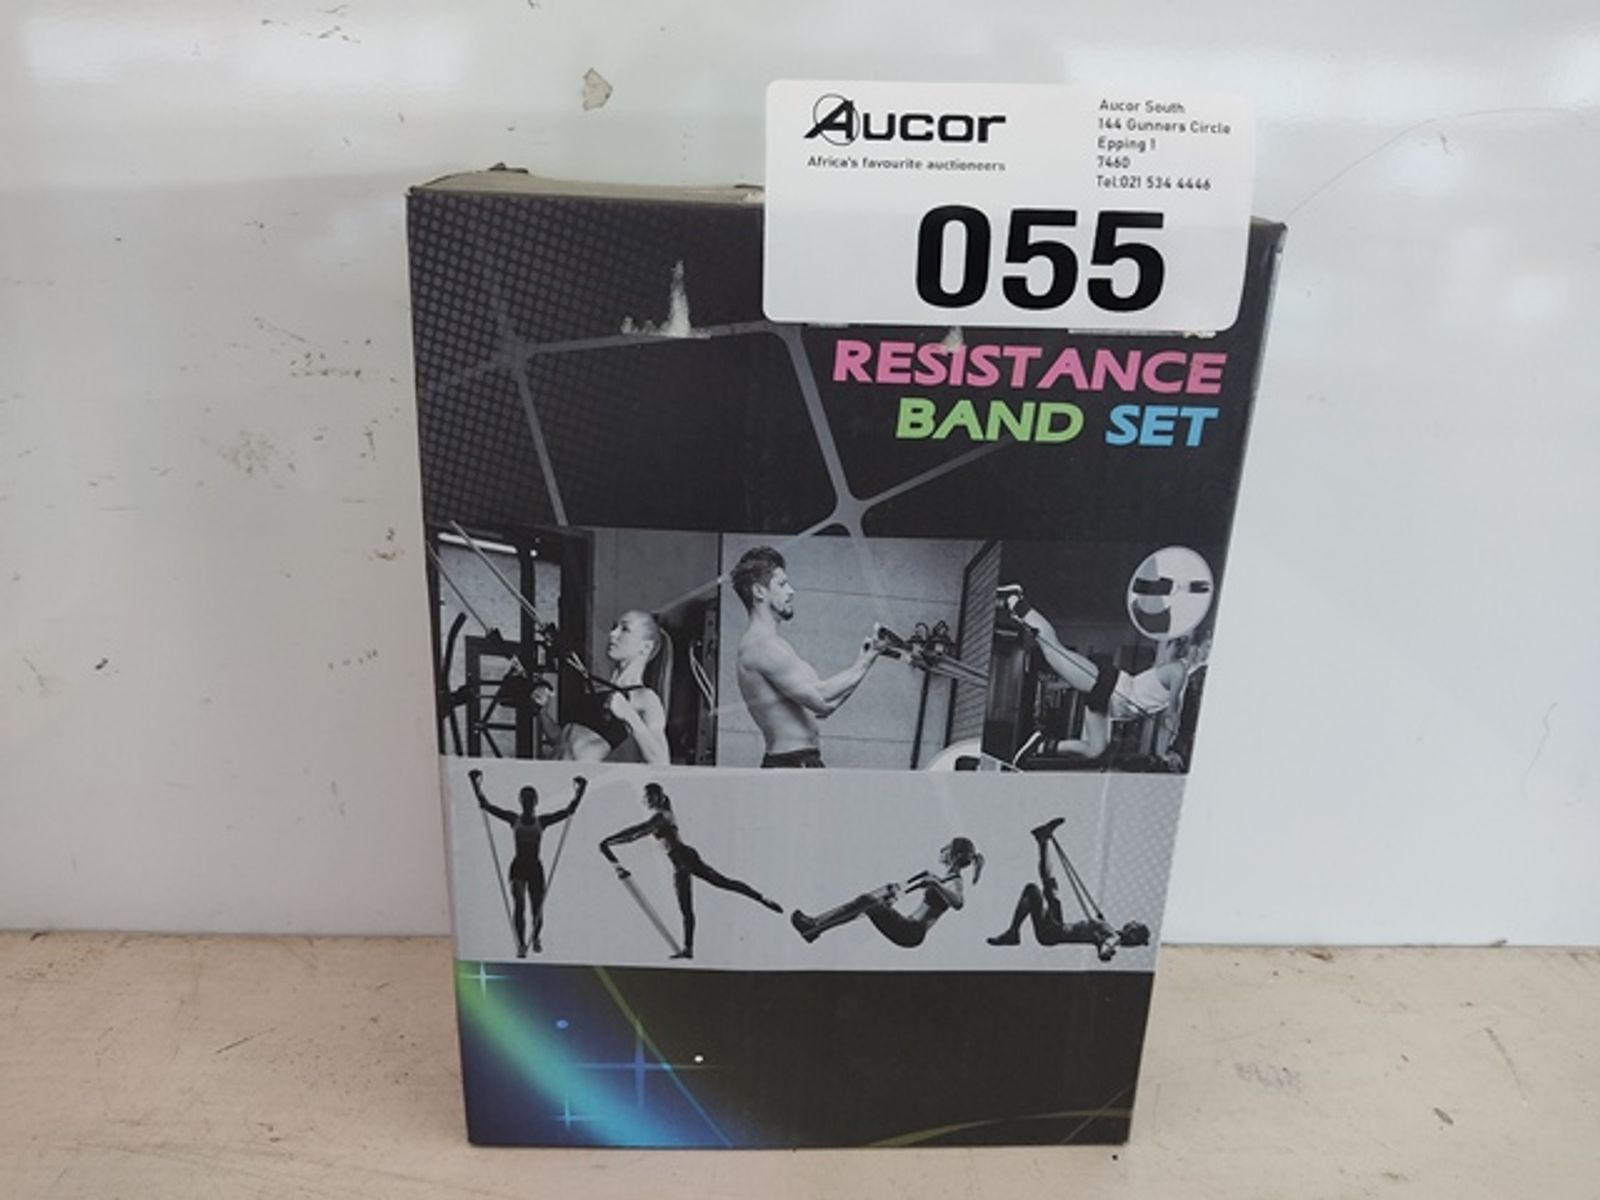 Aucor
Africa's favourite auctioneers
Aucor South
144 Gunners Circle
Epping 1
7460
Tel:021 534 4446
055
RESISTANCE
BAND SET